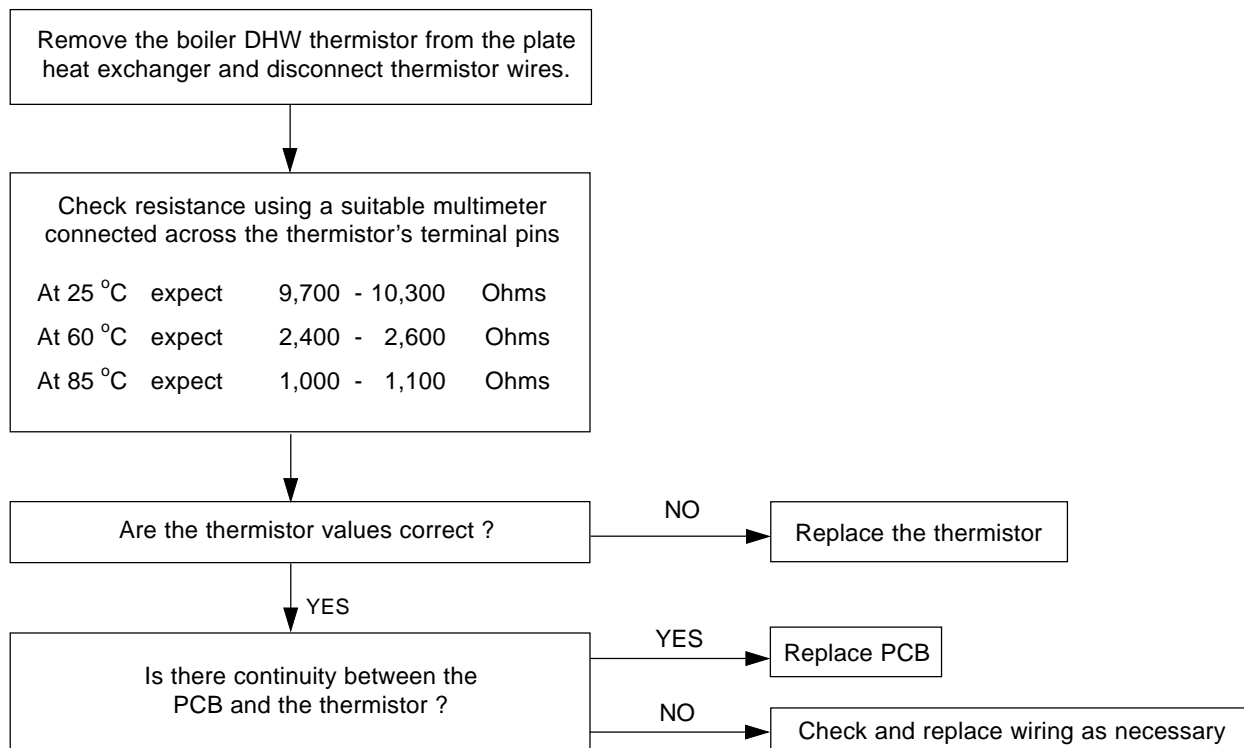 Remove the boiler DHW thermistor from the plate
heat exchanger and disconnect thermistor wires.
Check resistance using a suitable multimeter
connected across the thermistor's terminal pins
At 25 °C expect 9,700 - 10,300 Ohms
At 60 °C expect 2,400 - 2,600 Ohms
At 85 °C expect 1,000 - 1,100 Ohms
Are the thermistor values correct ?
NO
Replace the thermistor
YES
Is there continuity between the
PCB and the thermistor ?
YES
Replace PCB
NO
Check and replace wiring as necessary